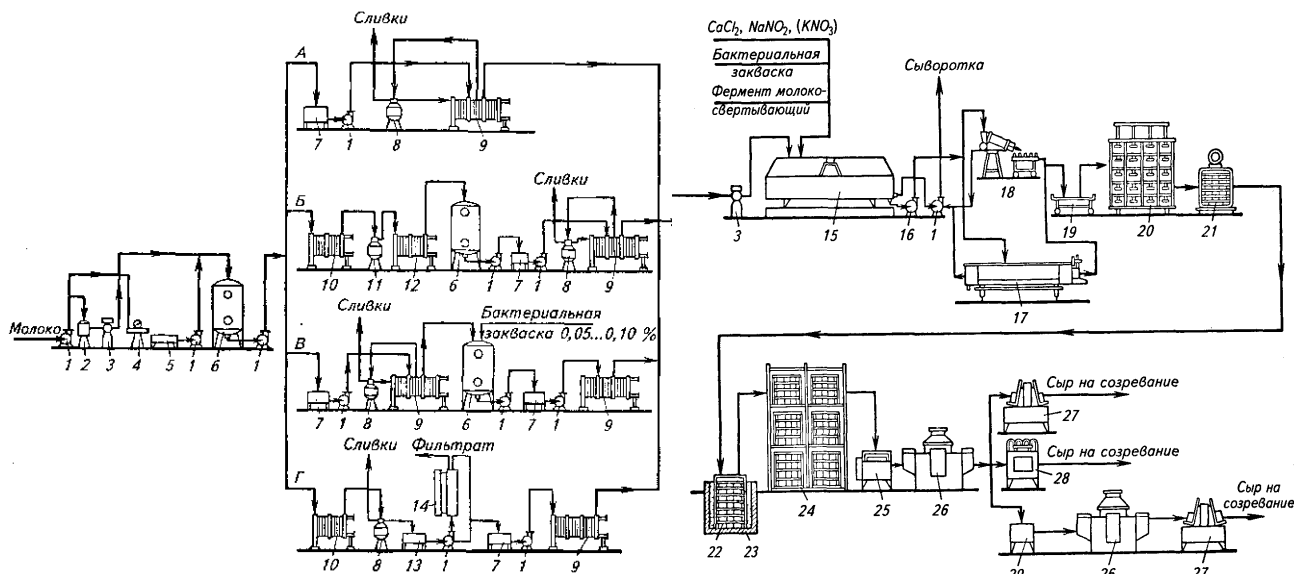 Сливки
А
7 1 8 9
Б
Сливки
10 11 12 6 1 7 1 8 9
Молоко
1 2 3 4 5 1 6 1
Сливки
Бактериальная
закваска 0,05...0,10 %
В
7 1 8 9 6 1 7 1 9
Сливки
Фильтрат
Г
14
10 8 13 1 7 1 9
CaCl2, NaNO2, (KNO3)
Бактериальная
закваска
Фермент молоко-
свертывающий
Сыворотка
3 15 16 1
18
19 20 21
17
22 23
24 25 26
Сыр на созревание
27
Сыр на созревание
28
Сыр на
созревание
29 26 27